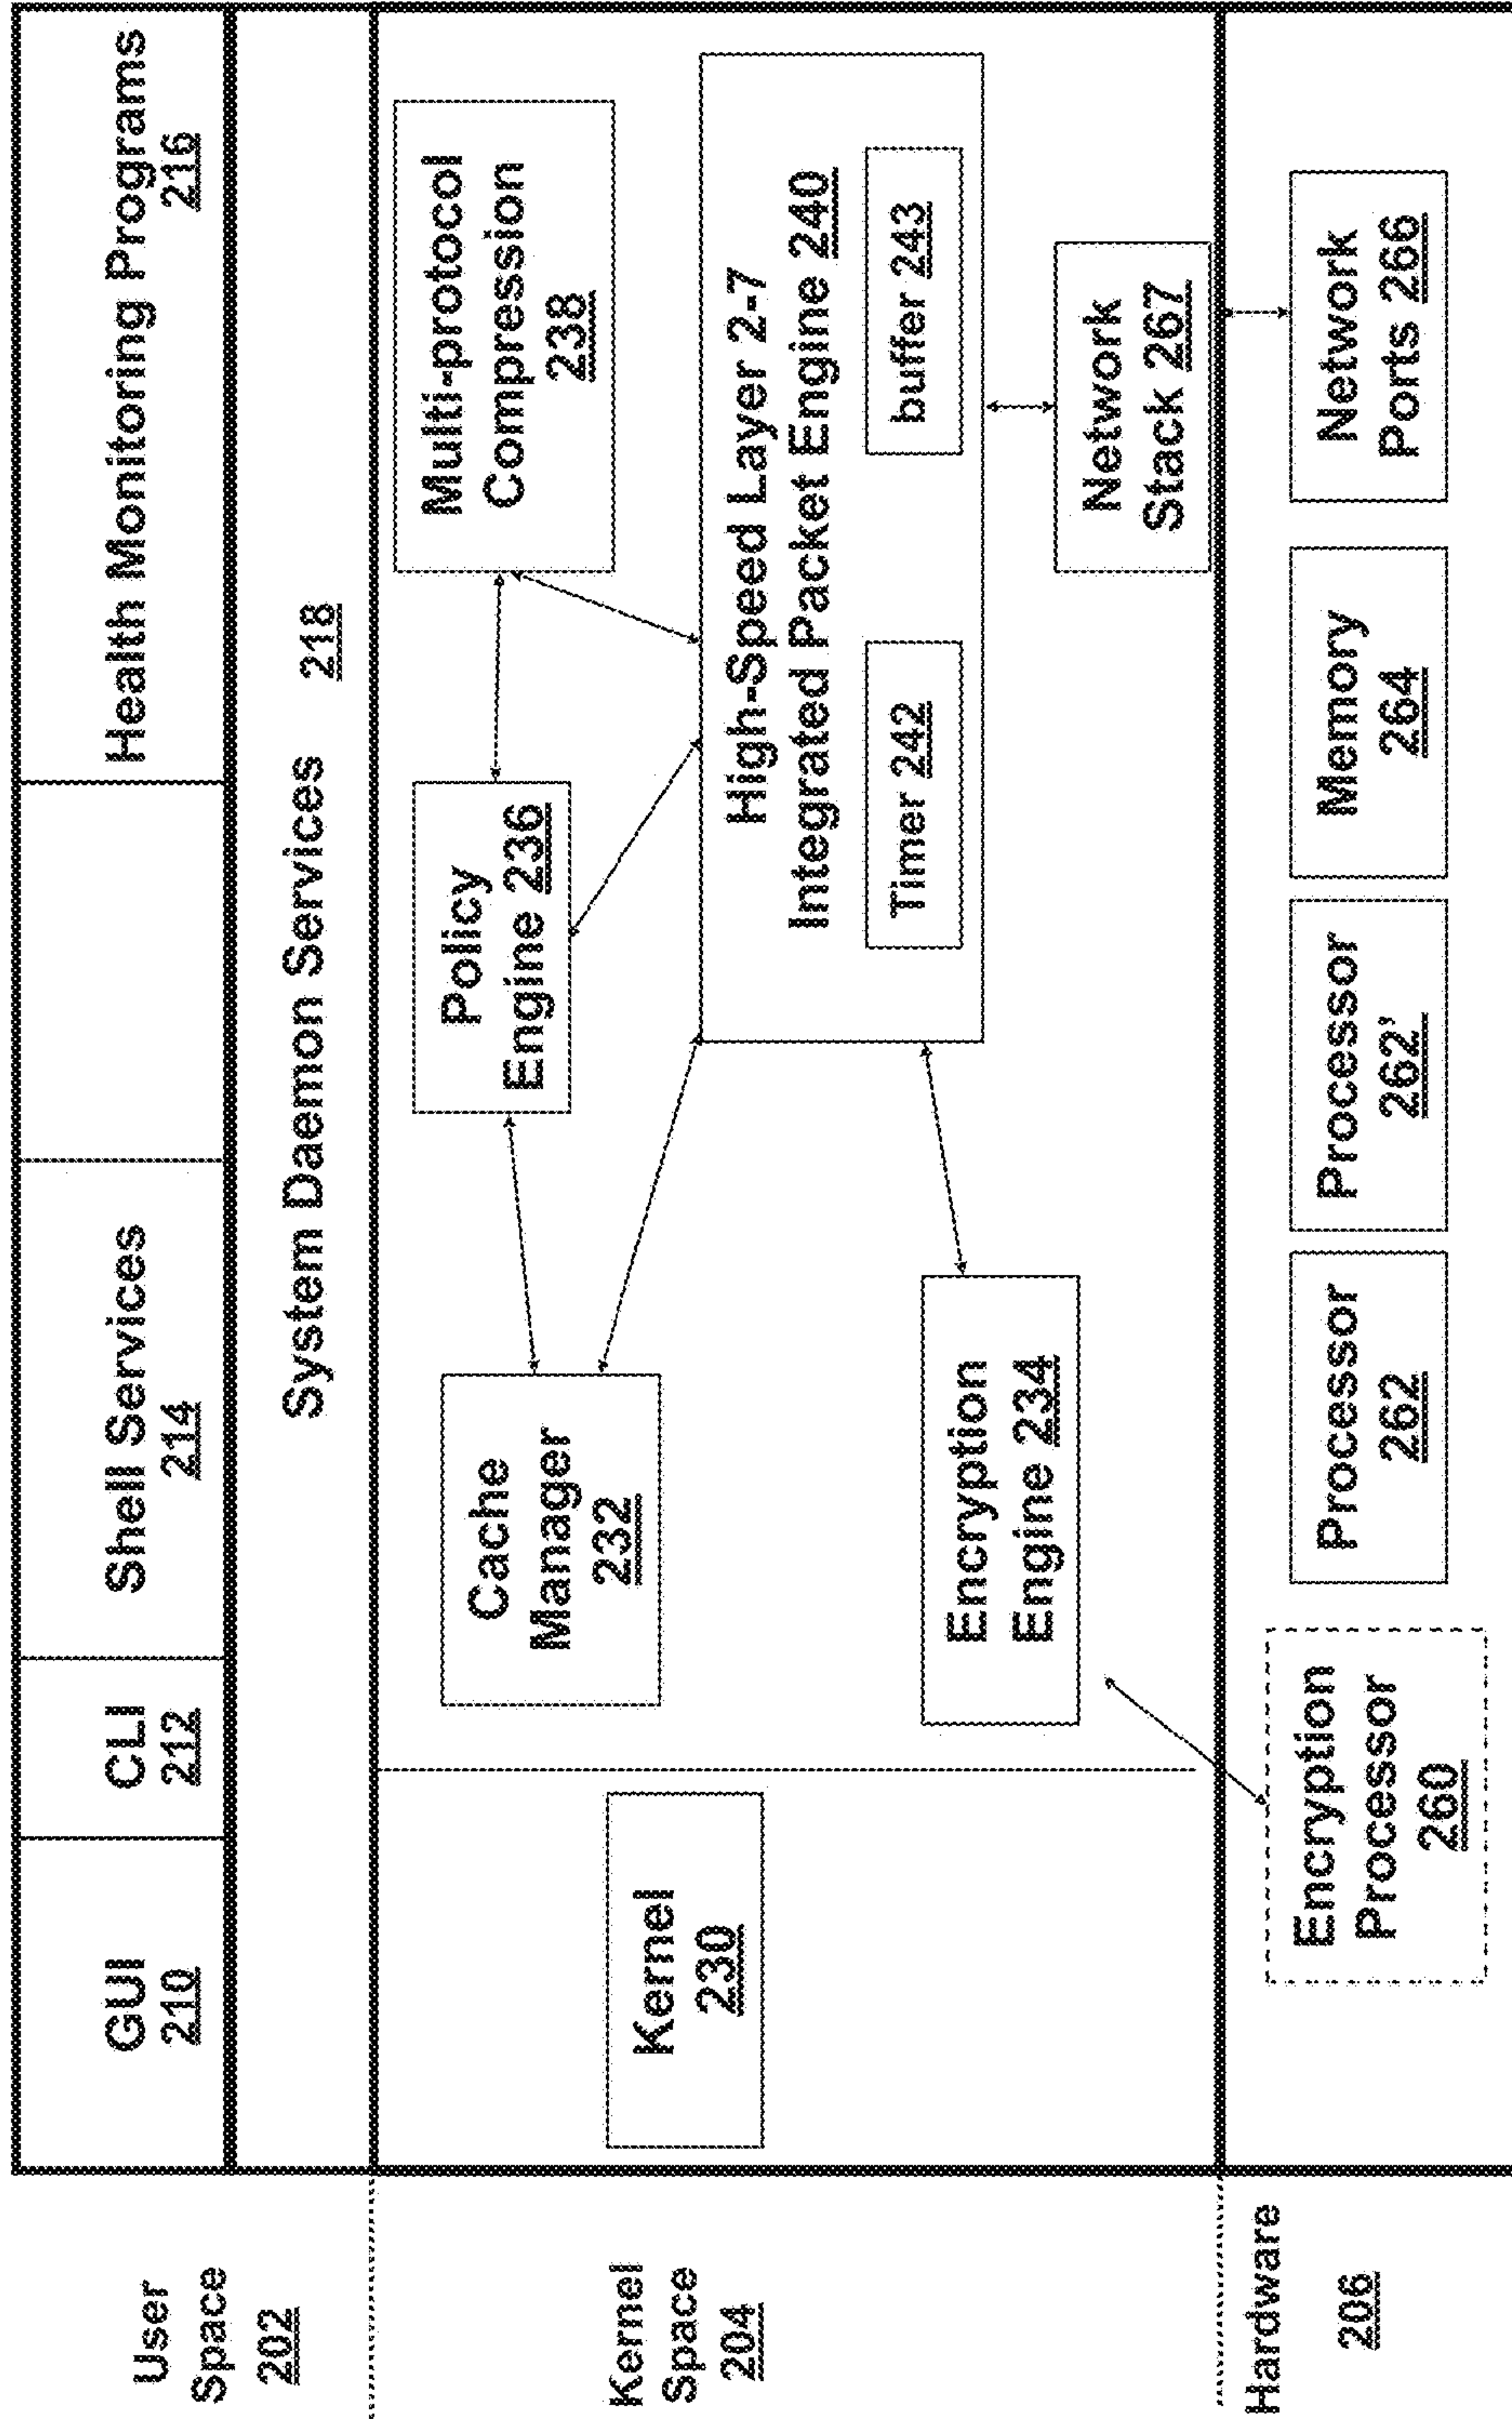 User
Space
202
GUI
210
CLI
212
Shell Services
214
Health Monitoring Programs
216
System Daemon Services 218
Kernel
Space
204
Kernel
230
Cache
Manager
232
Policy
Engine 236
Multi-protocol
Compression
238
High-Speed Layer 2-7
Integrated Packet Engine 240
Timer 242
buffer 243
Encryption
Engine 234
Network
Stack 267
Hardware
206
Encryption
Processor
260
Processor
262
Processor
262'
Memory
264
Network
Ports 266